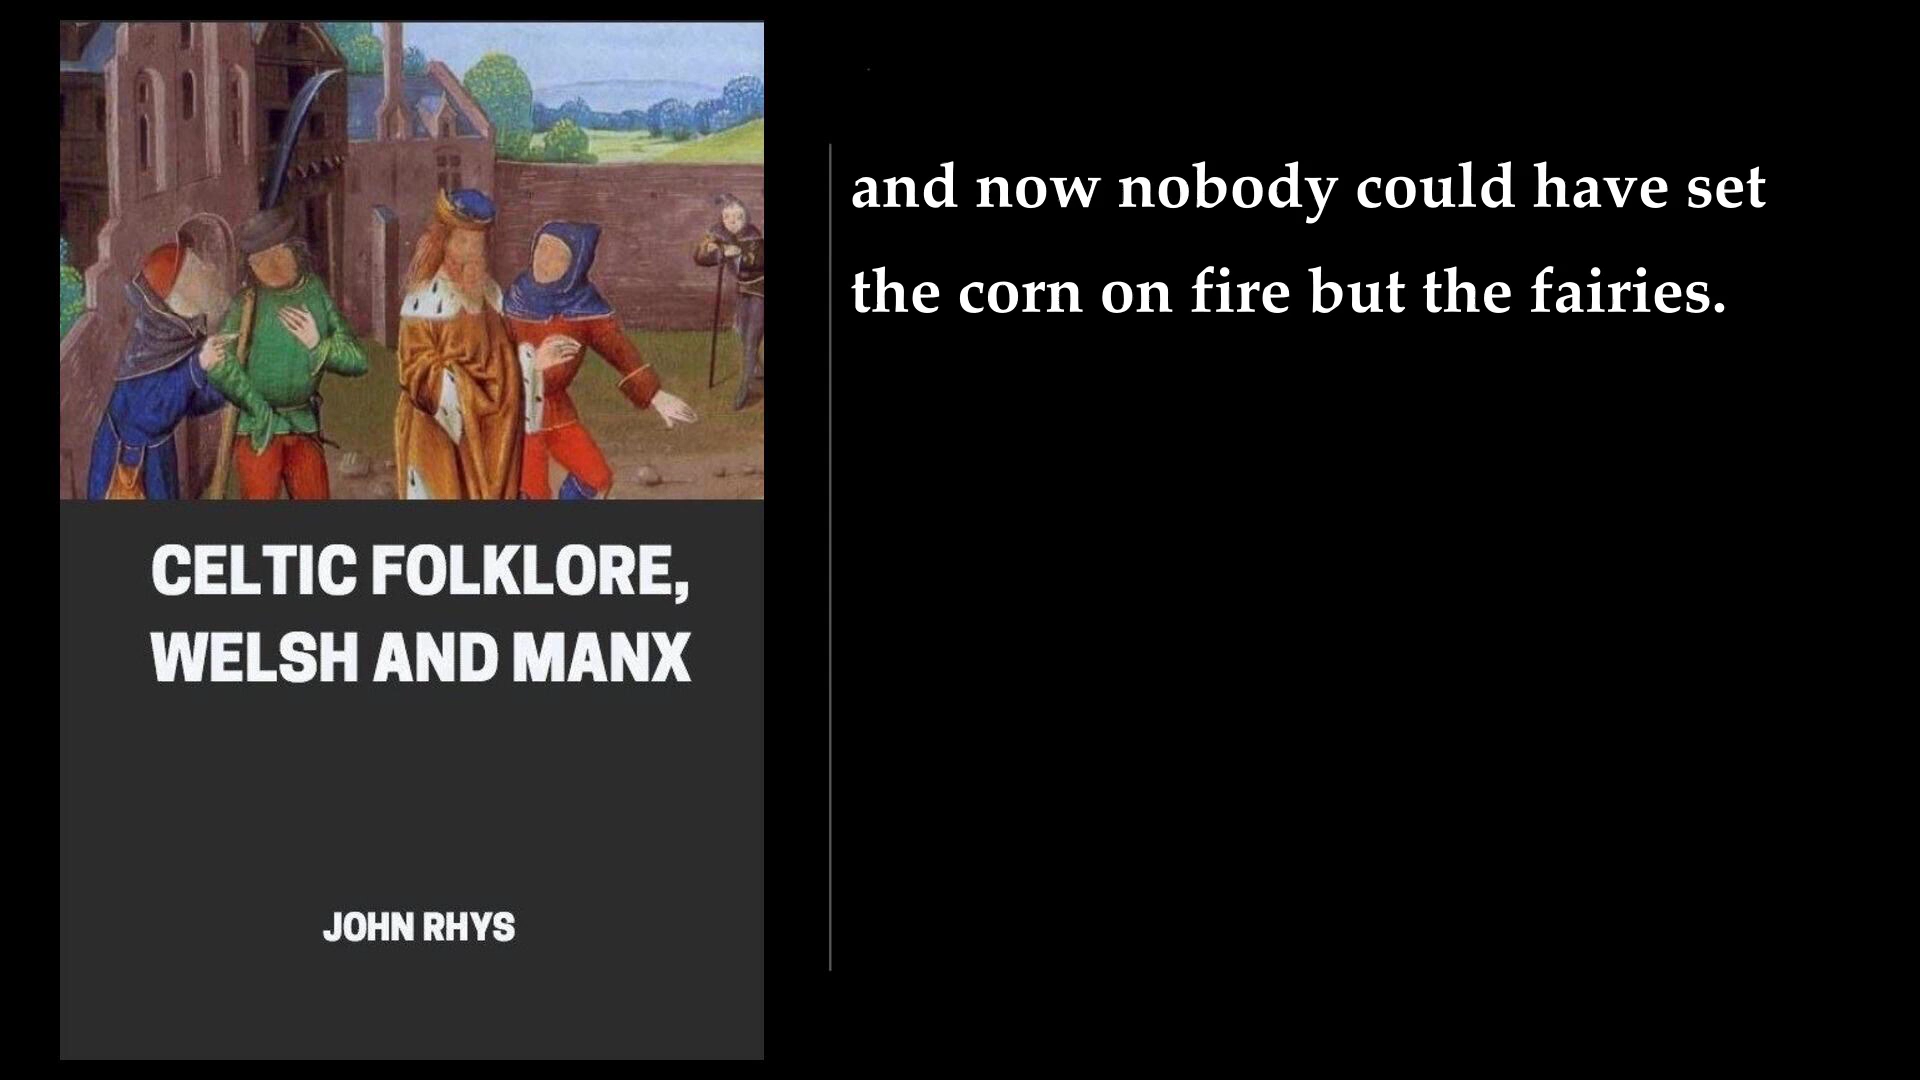 CELTIC FOLKLORE,
WELSH AND MANX
JOHN RHYS
and now nobody could have set
the corn on fire but the fairies.